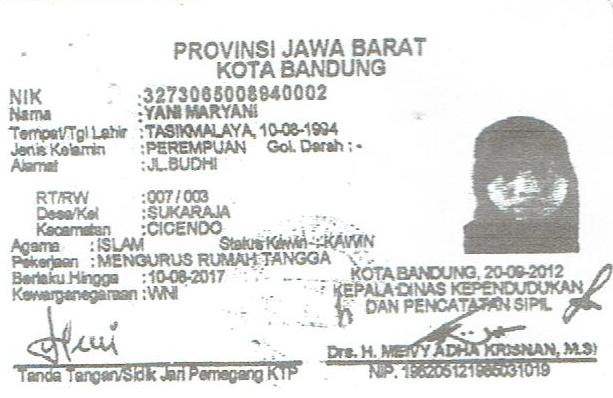 PROVINSI JAWA BARAT
KOTA BANDUNG
NIK :3273065008940002
Nama :YANI MARYANI
Tempat/Tgl Lahir :TASIKMALAYA, 10-08-1994
Jenis Kelamin :PEREMPUAN Gol. Darah :-
Alamat :JL.BUDHI
RT/RW :007 / 003
Desa/Kel :SUKARAJA
Kecamatan :CICENDO
Agama :ISLAM Status Kawin :KAWIN
Pekerjaan :MENGURUS RUMAH TANGGA
Berlaku Hingga :10-08-2017
Kewarganegaraan :WNI
KOTA BANDUNG, 20-09-2012
KEPALA DINAS KEPENDUDUKAN
DAN PENCATATAN SIPIL
Drs. H. MEIVY ADHA KRISNAN, M.SI
NIP. 196205121985031019
Tanda Tangan/Sidik Jari Pemegang KTP